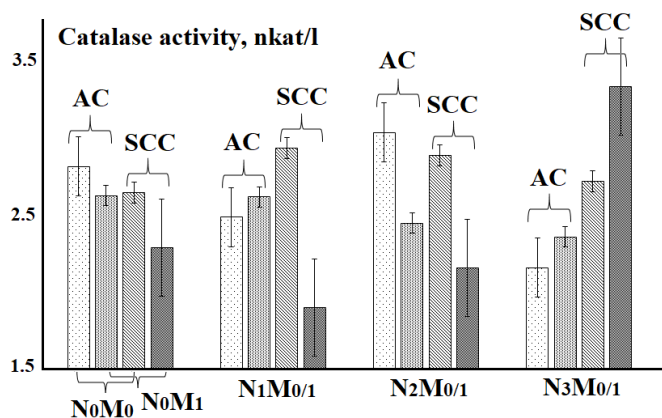 Catalase activity, nkat/l
3.5
2.5
1.5
AC
SCC
AC
SCC
AC
SCC
AC
SCC
N0M0
N0M1
N1M0/1
N2M0/1
N3M0/1